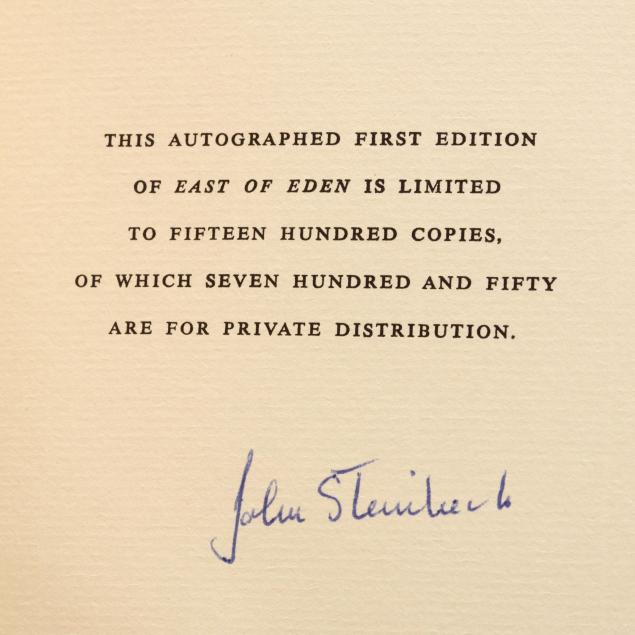 THIS AUTOGRAPHED FIRST EDITION
OF EAST OF EDEN IS LIMITED
TO FIFTEEN HUNDRED COPIES,
OF WHICH SEVEN HUNDRED AND FIFTY
ARE FOR PRIVATE DISTRIBUTION.
John Steinbeck